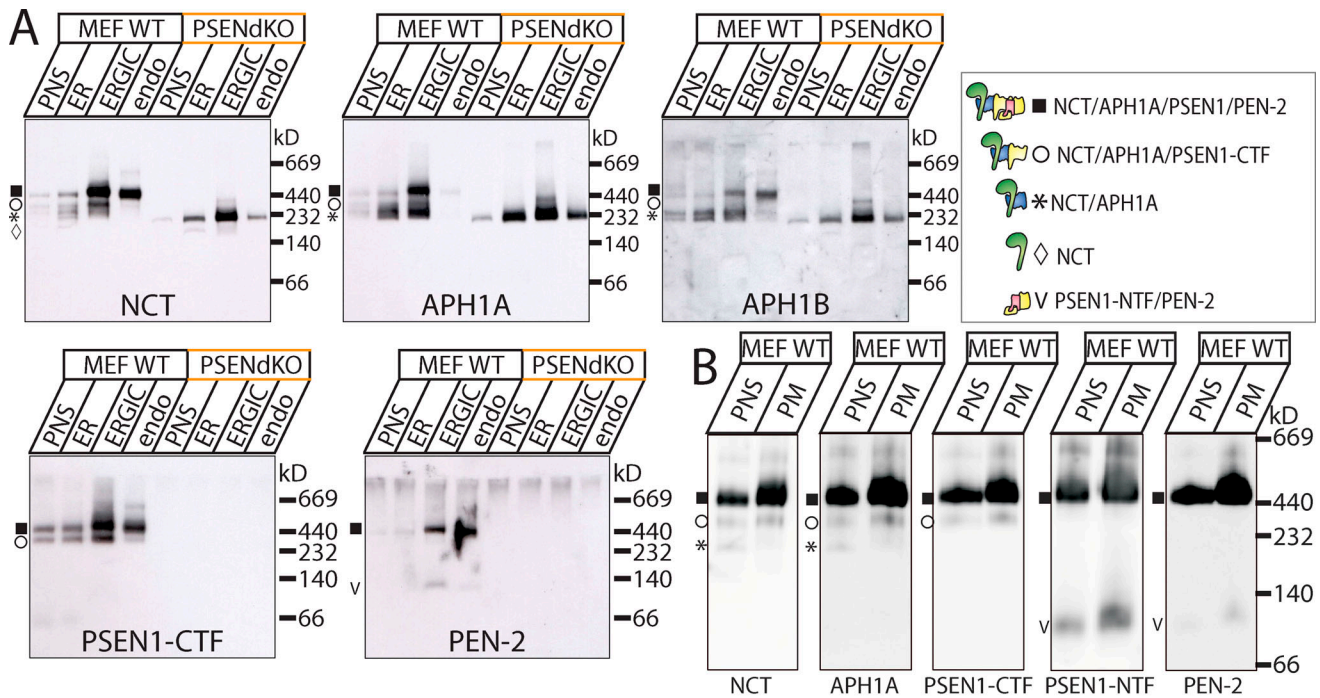 A
MEF WT PSENdKO
PNS ER ERGIC endo PNS ER ERGIC endo
kD
669
440
232
140
66
NCT
MEF WT PSENdKO
PNS ER ERGIC endo PNS ER ERGIC endo
kD
669
440
232
140
66
APH1A
MEF WT PSENdKO
PNS ER ERGIC endo PNS ER ERGIC endo
kD
669
440
232
140
66
APH1B
■ NCT/APH1A/PSEN1/PEN-2
○ NCT/APH1A/PSEN1-CTF
* NCT/APH1A
◊ NCT
V PSEN1-NTF/PEN-2
MEF WT PSENdKO
PNS ER ERGIC endo PNS ER ERGIC endo
kD
669
440
232
140
66
PSEN1-CTF
MEF WT PSENdKO
PNS ER ERGIC endo PNS ER ERGIC endo
kD
669
440
232
140
66
V
PEN-2
B
MEF WT MEF WT MEF WT MEF WT MEF WT
PNS PM PNS PM PNS PM PNS PM PNS PM
kD
669
440
232
140
V V
66
NCT APH1A PSEN1-CTF PSEN1-NTF PEN-2